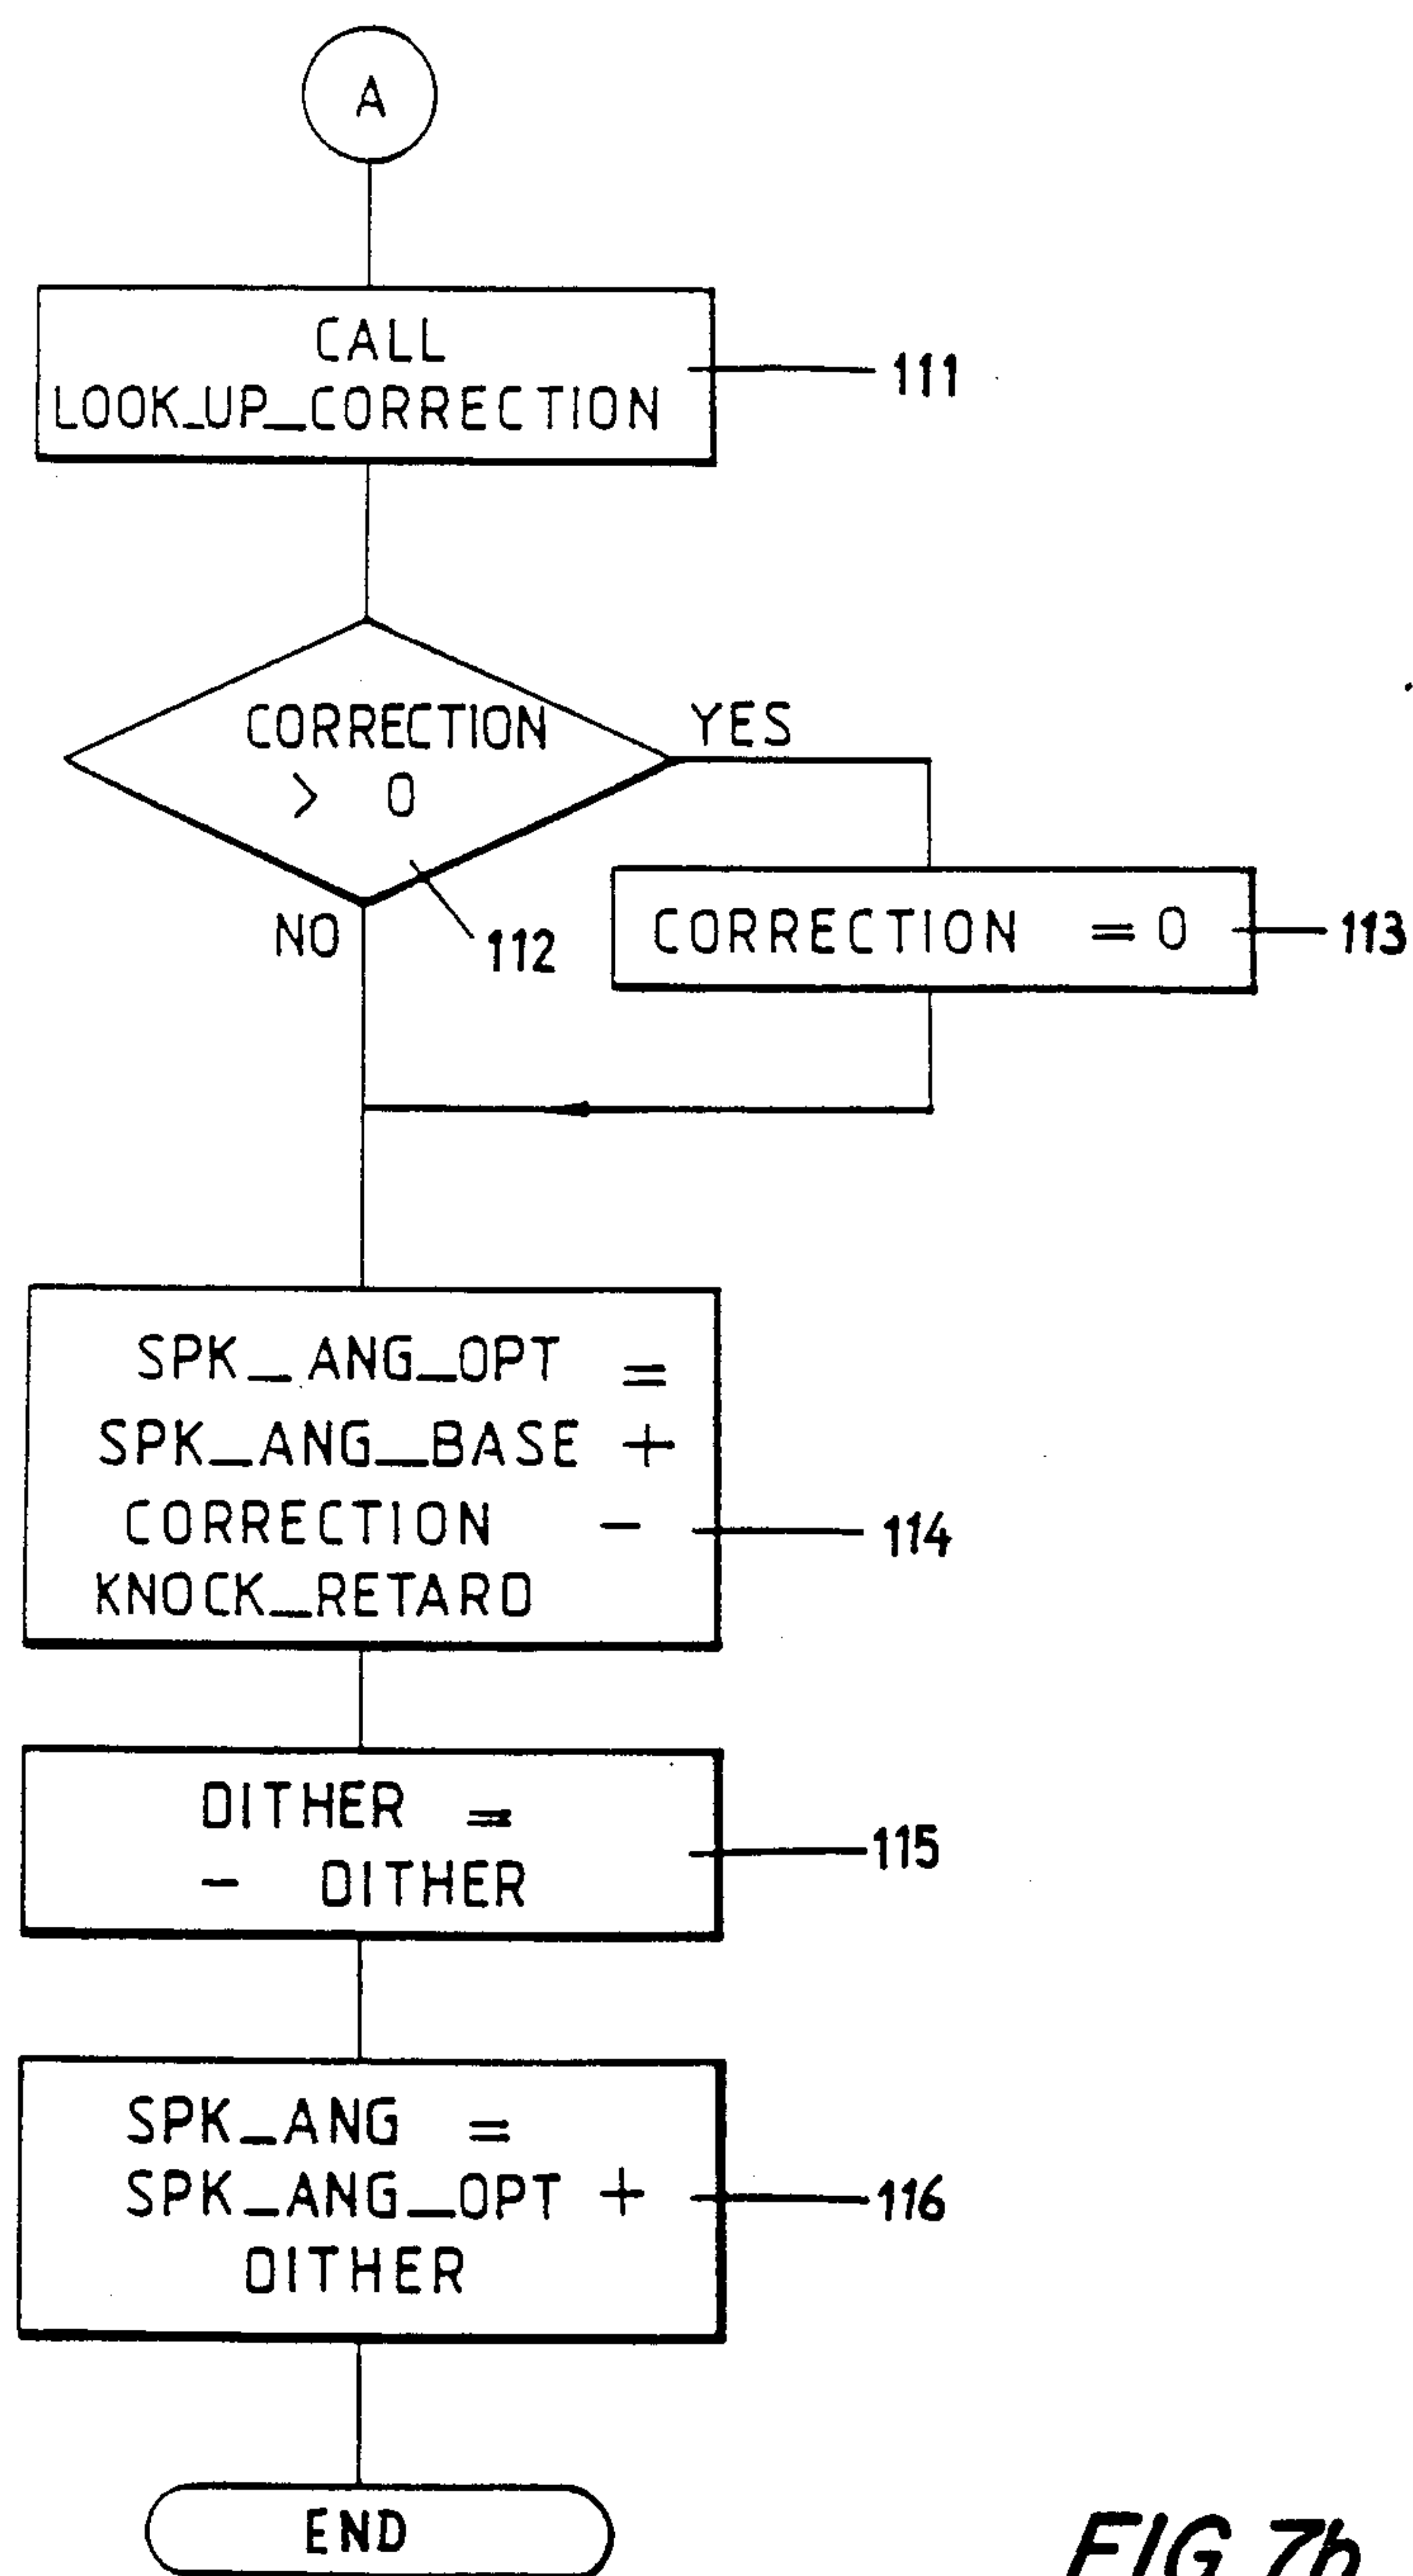 A
CALL
LOOK_UP_CORRECTION
111
CORRECTION
> 0
YES
NO
112
CORRECTION = 0
113
SPK_ANG_OPT =
SPK_ANG_BASE +
CORRECTION -
KNOCK_RETARD
114
DITHER =
- DITHER
115
SPK_ANG =
SPK_ANG_OPT +
DITHER
116
END
FIG 7b